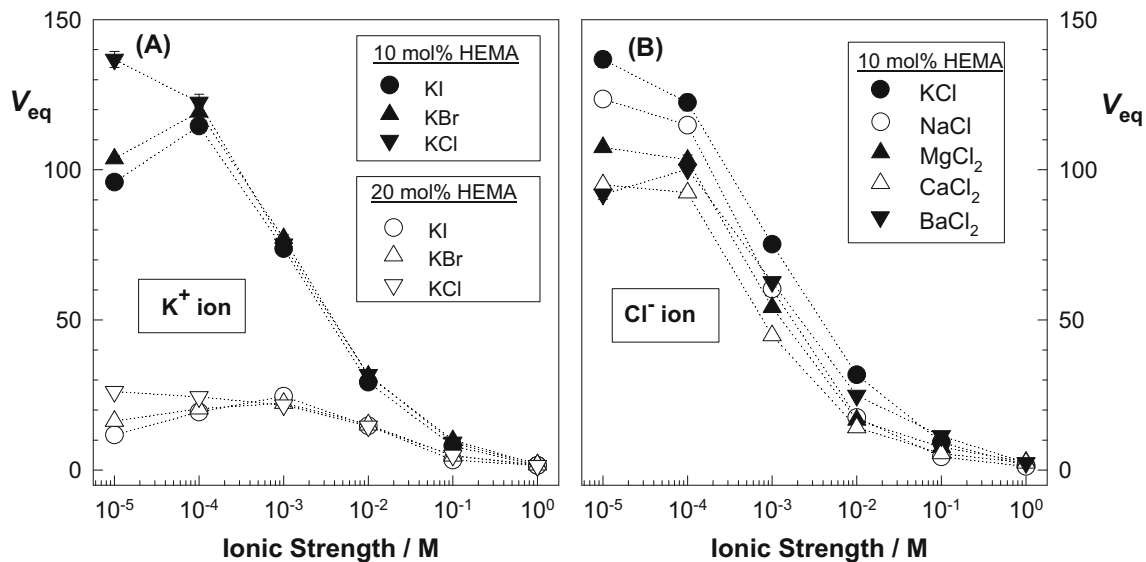 (A)
10 mol% HEMA
KI
KBr
KCl
20 mol% HEMA
KI
KBr
KCl
K⁺ ion
V_eq
150
100
50
0
10⁻⁵ 10⁻⁴ 10⁻³ 10⁻² 10⁻¹ 10⁰
Ionic Strength / M
(B)
10 mol% HEMA
KCl
NaCl
MgCl₂
CaCl₂
BaCl₂
Cl⁻ ion
V_eq
150
100
50
0
10⁻⁵ 10⁻⁴ 10⁻³ 10⁻² 10⁻¹ 10⁰
Ionic Strength / M